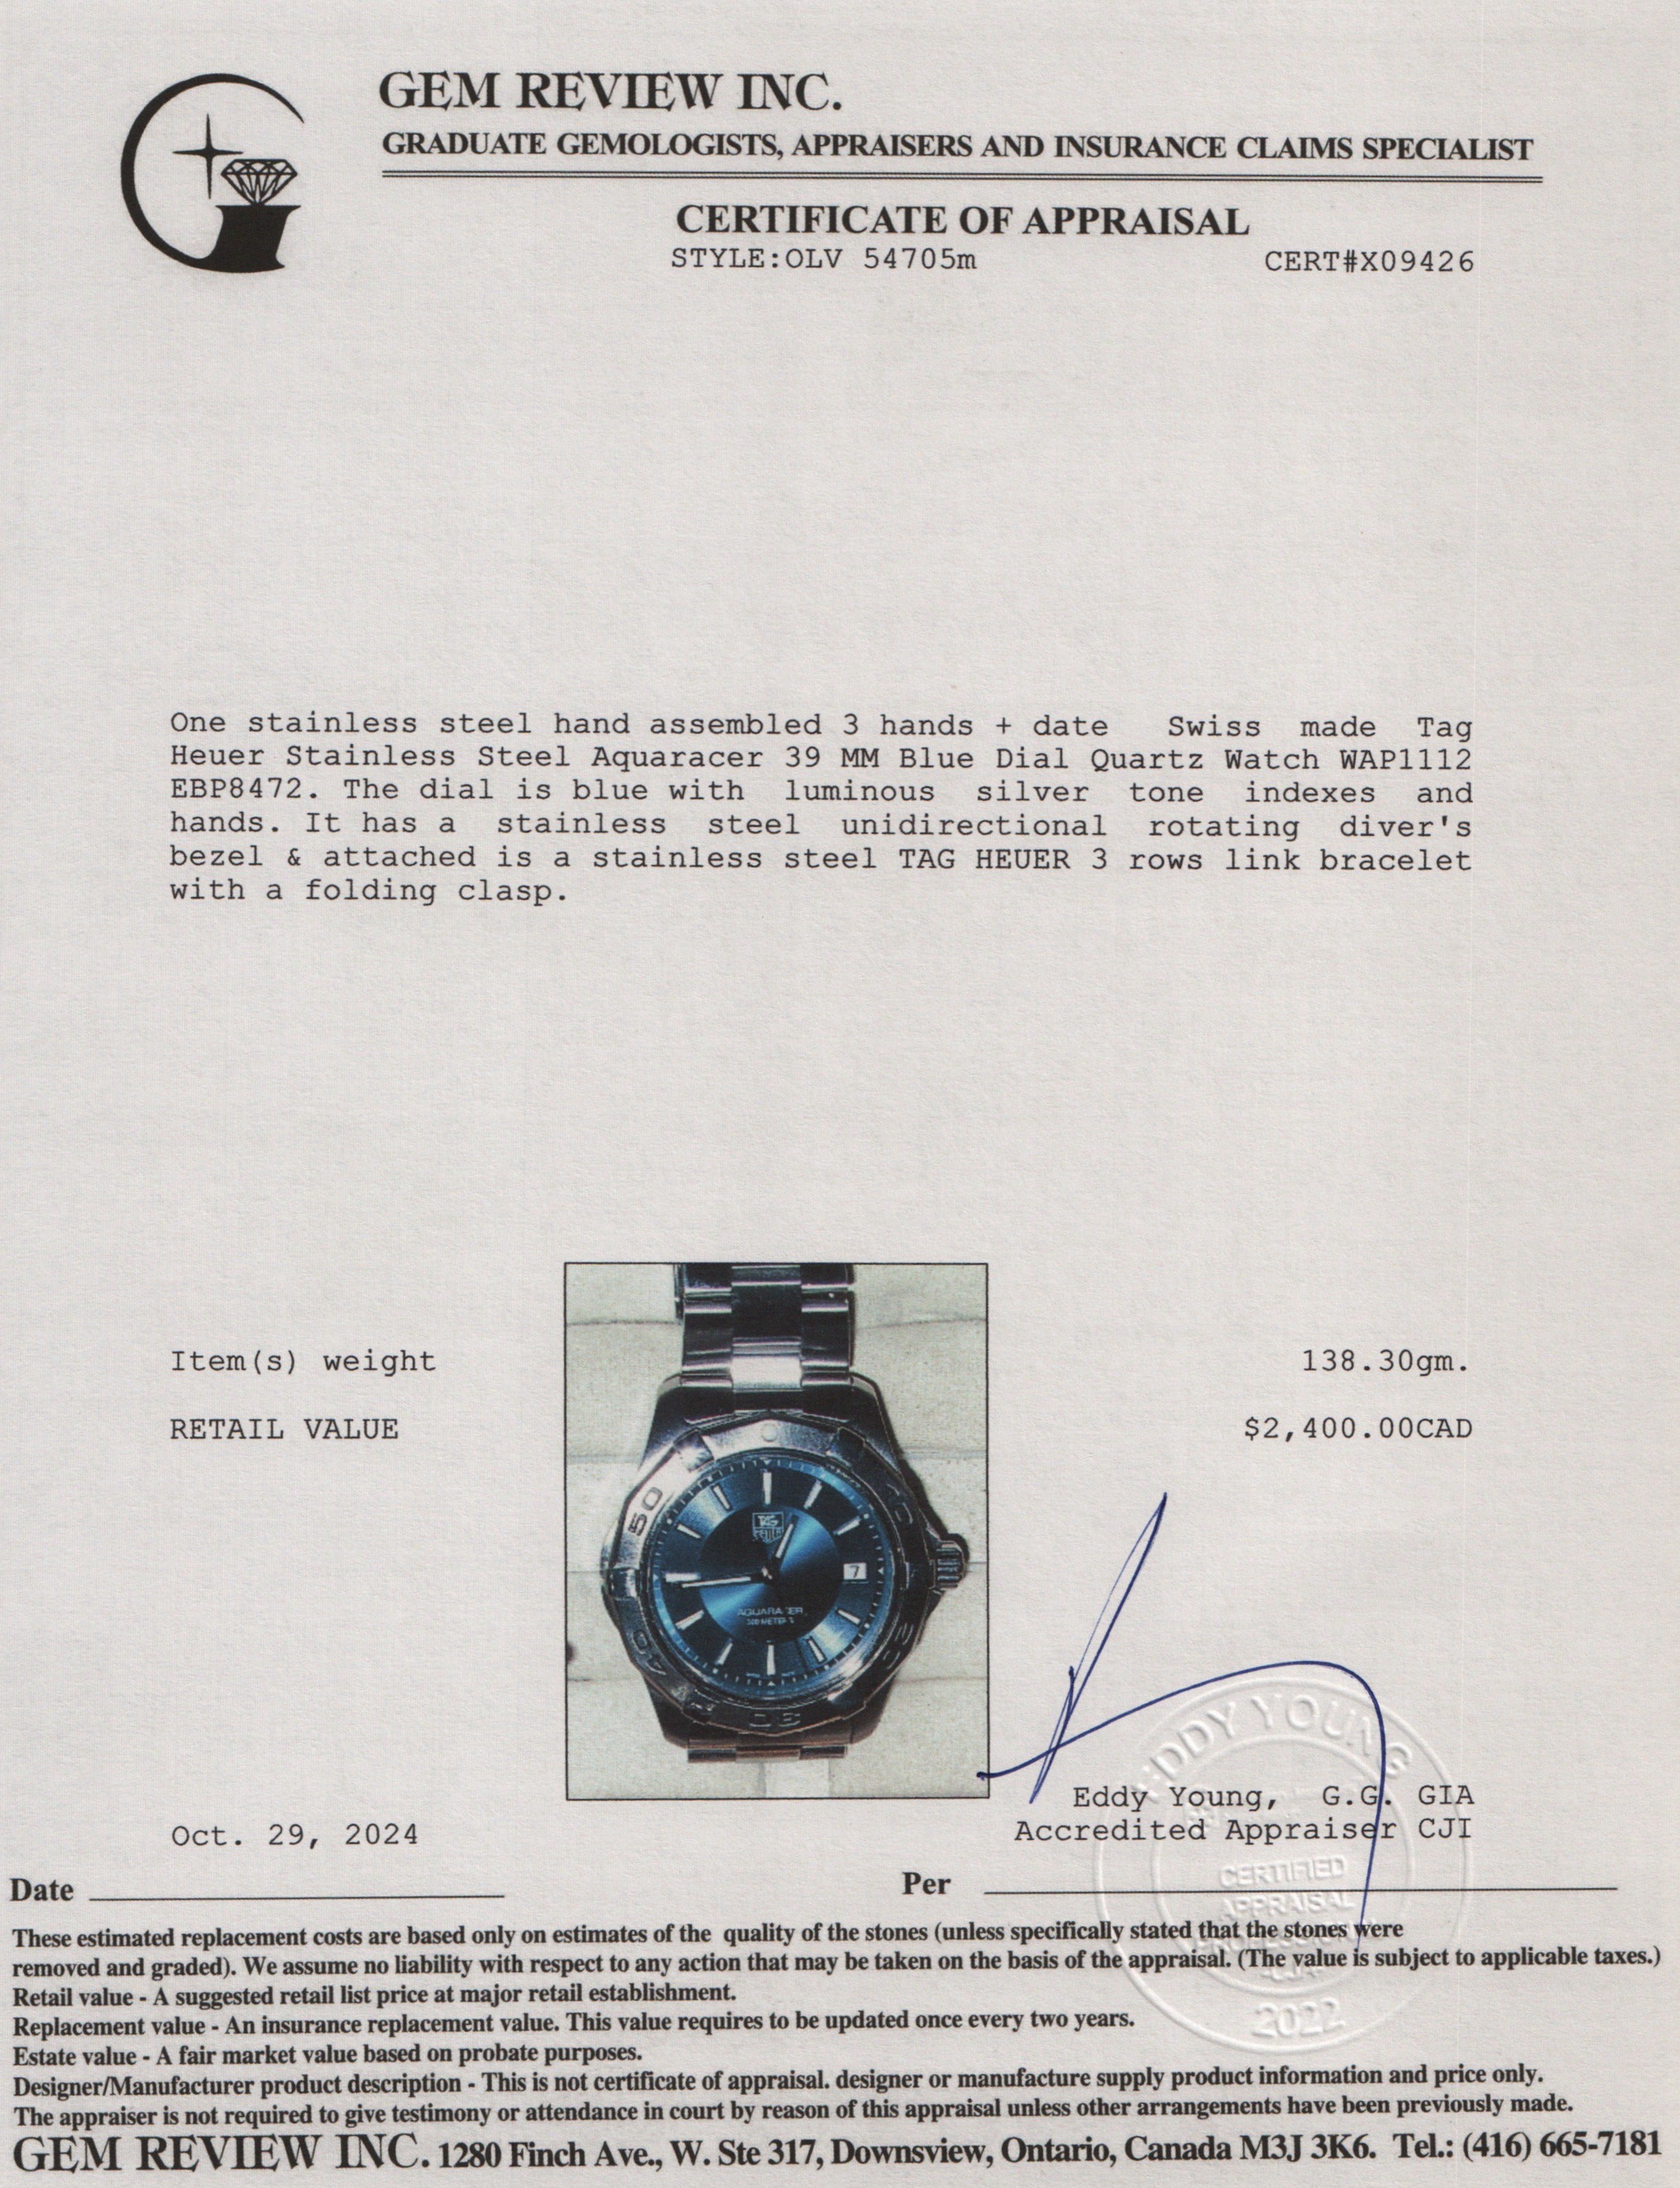 GEM REVIEW INC.
GRADUATE GEMOLOGISTS, APPRAISERS AND INSURANCE CLAIMS SPECIALIST
CERTIFICATE OF APPRAISAL
STYLE:OLV 54705m CERT#X09426
One stainless steel hand assembled 3 hands + date Swiss made Tag
Heuer Stainless Steel Aquaracer 39 MM Blue Dial Quartz Watch WAP1112
EBP8472. The dial is blue with luminous silver tone indexes and
hands. It has a stainless steel unidirectional rotating diver's
bezel & attached is a stainless steel TAG HEUER 3 rows link bracelet
with a folding clasp.
Item(s) weight 138.30gm.
RETAIL VALUE $2,400.00CAD
50
TAG
HEUER
7
40
30
EDDY YOUNG
Eddy Young, G.G. GIA
Oct. 29, 2024 Accredited Appraiser CJI
CERTIFIED
APPRAISAL
2022
Date Per
These estimated replacement costs are based only on estimates of the quality of the stones (unless specifically stated that the stones were
removed and graded). We assume no liability with respect to any action that may be taken on the basis of the appraisal. (The value is subject to applicable taxes.)
Retail value - A suggested retail list price at major retail establishment.
Replacement value - An insurance replacement value. This value requires to be updated once every two years.
Estate value - A fair market value based on probate purposes.
Designer/Manufacturer product description - This is not certificate of appraisal. designer or manufacture supply product information and price only.
The appraiser is not required to give testimony or attendance in court by reason of this appraisal unless other arrangements have been previously made.
GEM REVIEW INC. 1280 Finch Ave., W. Ste 317, Downsview, Ontario, Canada M3J 3K6. Tel.: (416) 665-7181